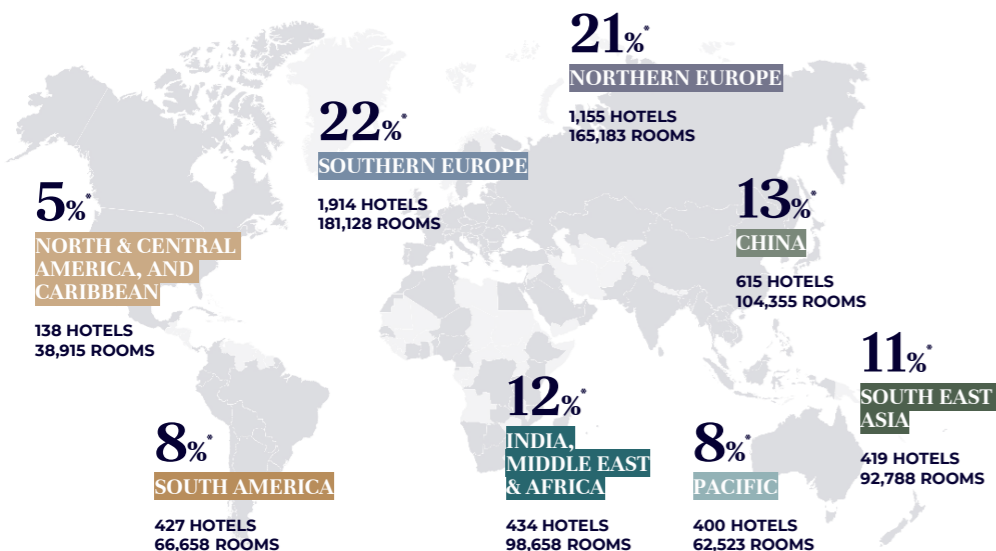 21%*
NORTHERN EUROPE
1,155 HOTELS
165,183 ROOMS
22%*
SOUTHERN EUROPE
1,914 HOTELS
181,128 ROOMS
5%*
NORTH & CENTRAL
AMERICA, AND
CARIBBEAN
138 HOTELS
38,915 ROOMS
13%*
CHINA
615 HOTELS
104,355 ROOMS
11%*
SOUTH EAST
ASIA
419 HOTELS
92,788 ROOMS
12%*
INDIA,
MIDDLE EAST
& AFRICA
434 HOTELS
98,658 ROOMS
8%*
SOUTH AMERICA
427 HOTELS
66,658 ROOMS
8%*
PACIFIC
400 HOTELS
62,523 ROOMS